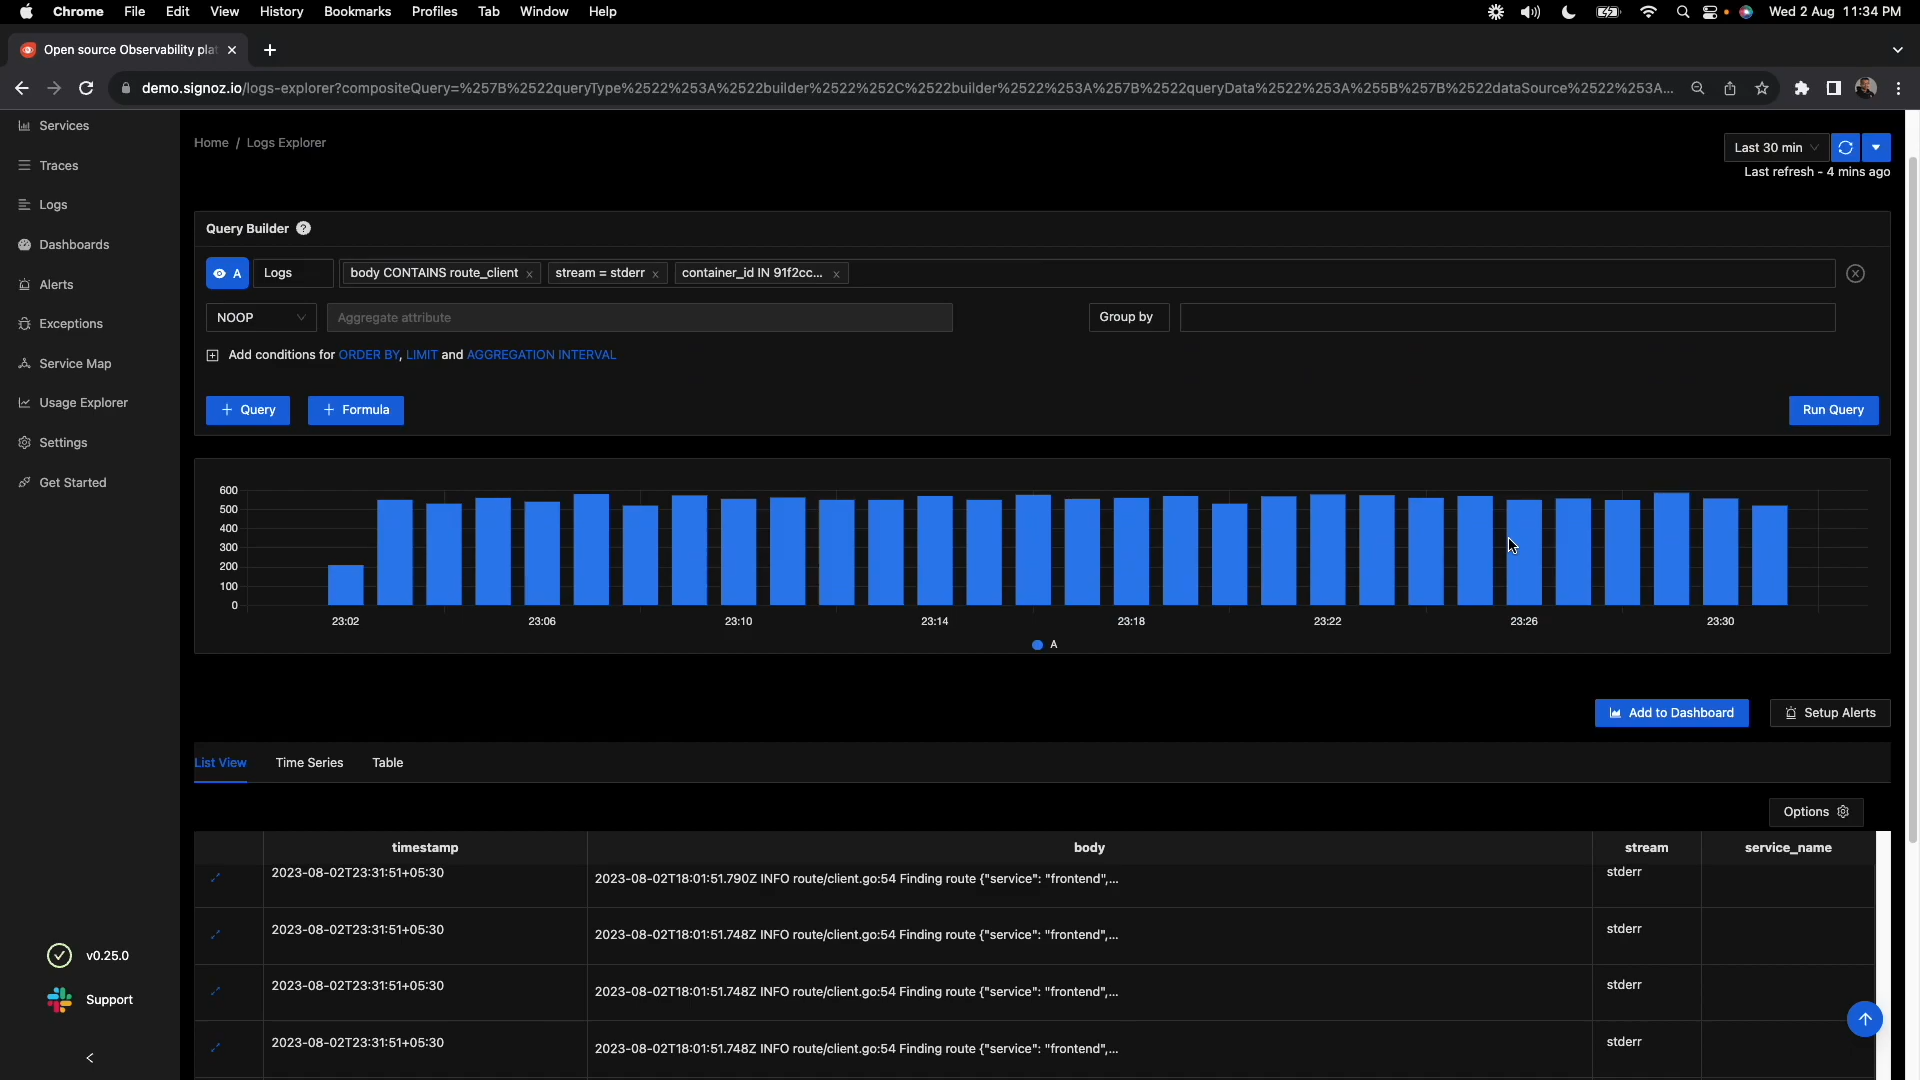 Chrome File Edit View History Bookmarks Profiles Tab Window Help Wed 2 Aug 11:34 PM
Open source Observability plat
demo.signoz.io/logs-explorer?compositeQuery=%257B%2522queryType%2522%253A%2522builder%2522%252C%2522builder%2522%253A%257B%2522queryData%2522%253A%255B%257B%2522dataSource%2522%253A...
Services
Traces
Logs
Dashboards
Alerts
Exceptions
Service Map
Usage Explorer
Settings
Get Started
v0.25.0
Support
Home / Logs Explorer
Last 30 min
Last refresh - 4 mins ago
Query Builder ?
A Logs body CONTAINS route_client × stream = stderr × container_id IN 91f2cc... ×
NOOP Aggregate attribute Group by
Add conditions for ORDER BY, LIMIT and AGGREGATION INTERVAL
+ Query + Formula Run Query
600
500
400
300
200
100
0
23:02 23:06 23:10 23:14 23:18 23:22 23:26 23:30
A
Add to Dashboard Setup Alerts
List View Time Series Table
Options
timestamp body stream service_name
2023-08-02T23:31:51+05:30 2023-08-02T18:01:51.790Z INFO route/client.go:54 Finding route {"service": "frontend",... stderr
2023-08-02T23:31:51+05:30 2023-08-02T18:01:51.748Z INFO route/client.go:54 Finding route {"service": "frontend",... stderr
2023-08-02T23:31:51+05:30 2023-08-02T18:01:51.748Z INFO route/client.go:54 Finding route {"service": "frontend",... stderr
2023-08-02T23:31:51+05:30 2023-08-02T18:01:51.748Z INFO route/client.go:54 Finding route {"service": "frontend",... stderr